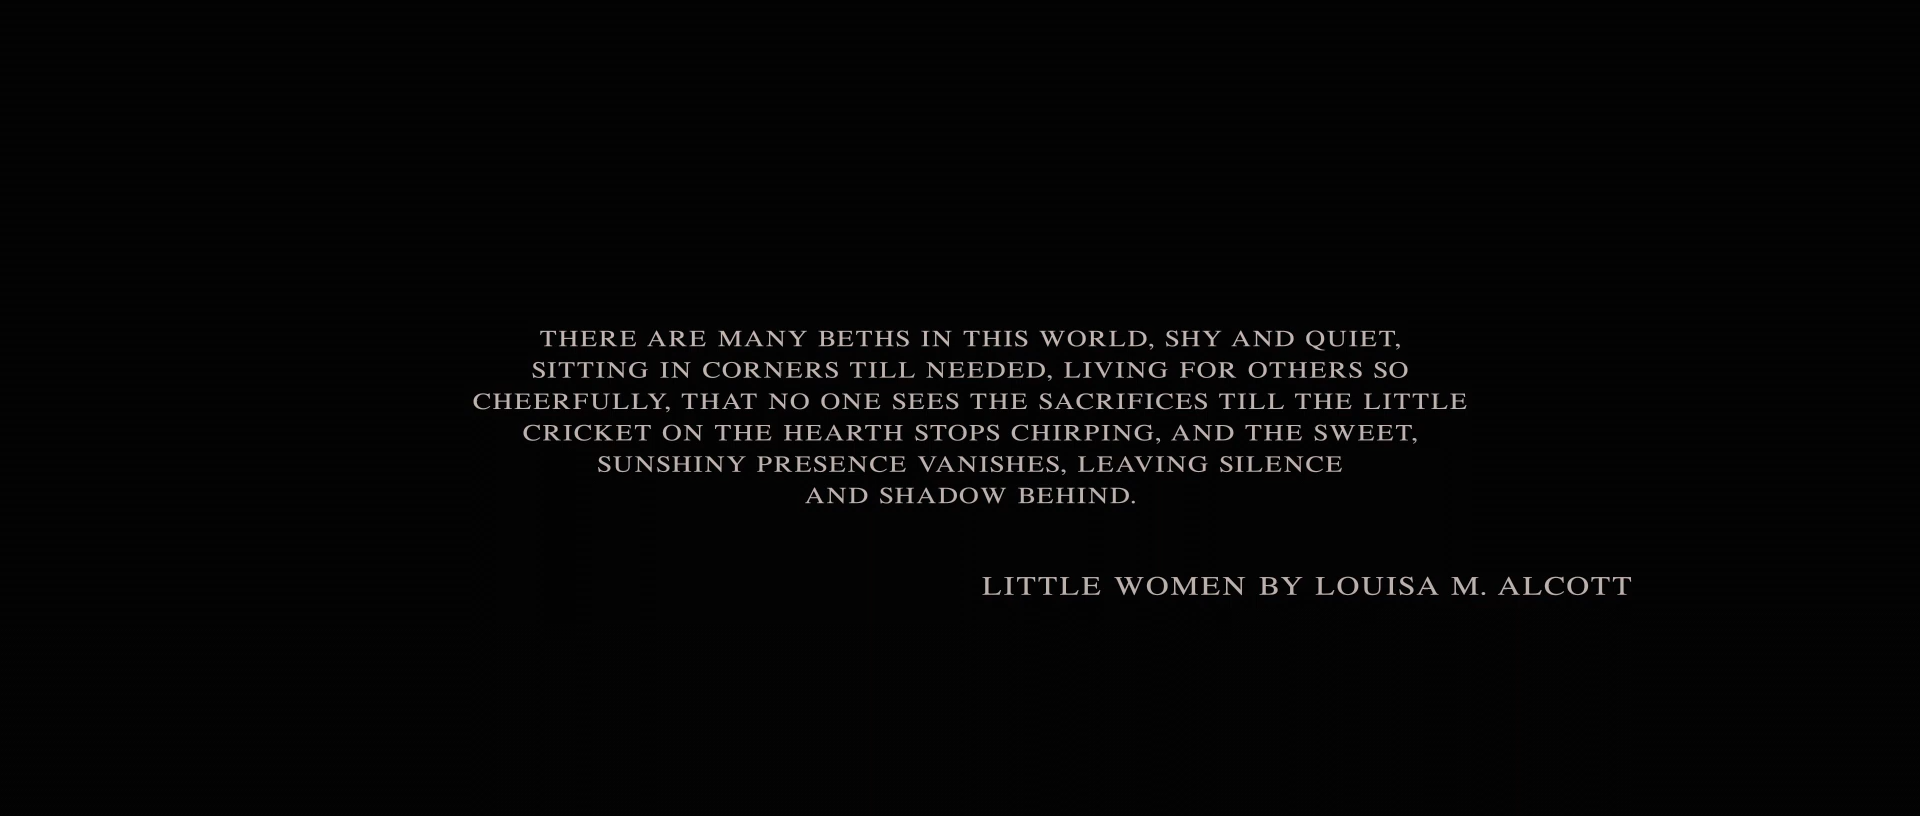 THERE ARE MANY BETHS IN THIS WORLD, SHY AND QUIET,
SITTING IN CORNERS TILL NEEDED, LIVING FOR OTHERS SO
CHEERFULLY, THAT NO ONE SEES THE SACRIFICES TILL THE LITTLE
CRICKET ON THE HEARTH STOPS CHIRPING, AND THE SWEET,
SUNSHINY PRESENCE VANISHES, LEAVING SILENCE
AND SHADOW BEHIND.
LITTLE WOMEN BY LOUISA M. ALCOTT